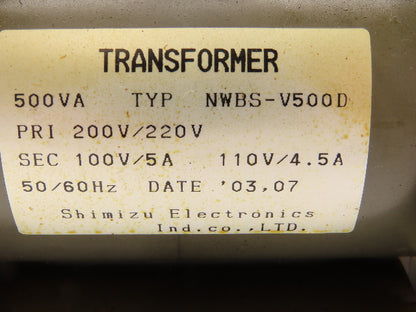 TRANSFORMER
500VA TYP NWBS-V500D
PRI 200V/220V
SEC 100V/5A 110V/4.5A
50/60Hz DATE '03,07
Shimizu Electronics
Ind.co.,LTD.